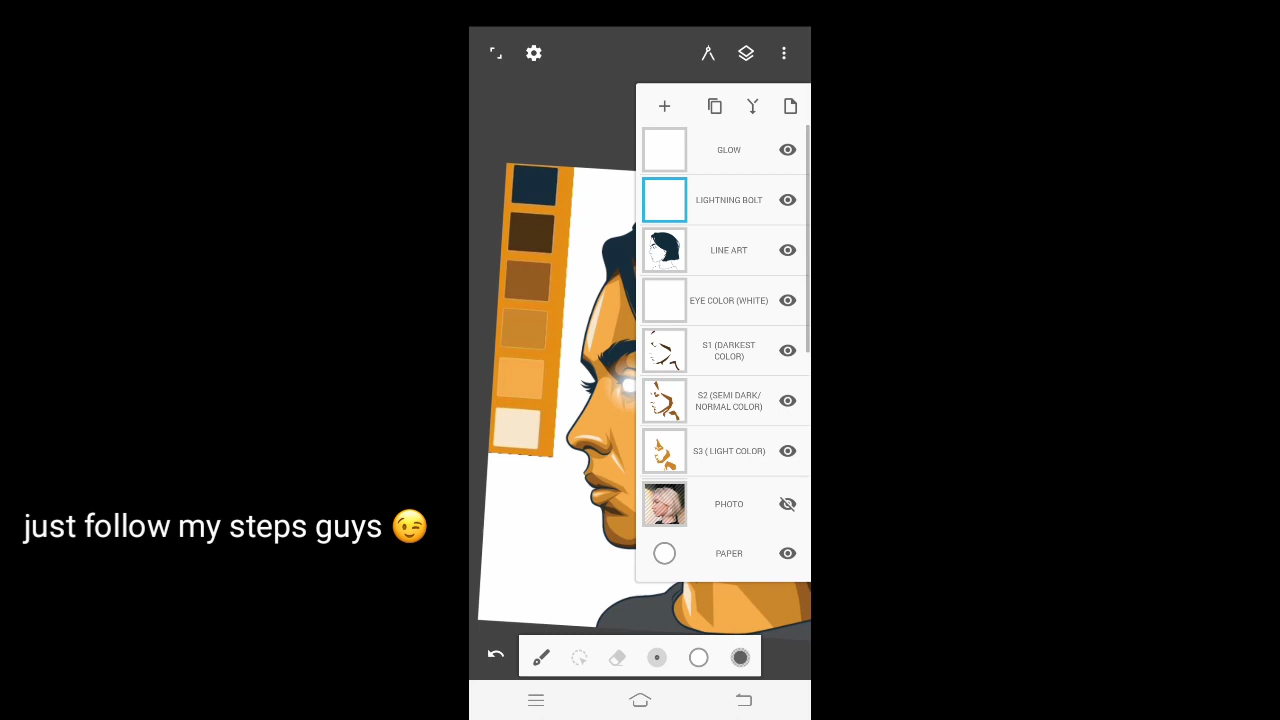 GLOW
LIGHTNING BOLT
LINE ART
EYE COLOR (WHITE)
S1 (DARKEST
COLOR)
S2 (SEMI DARK/
NORMAL COLOR)
S3 ( LIGHT COLOR)
PHOTO
PAPER
just follow my steps guys 😉